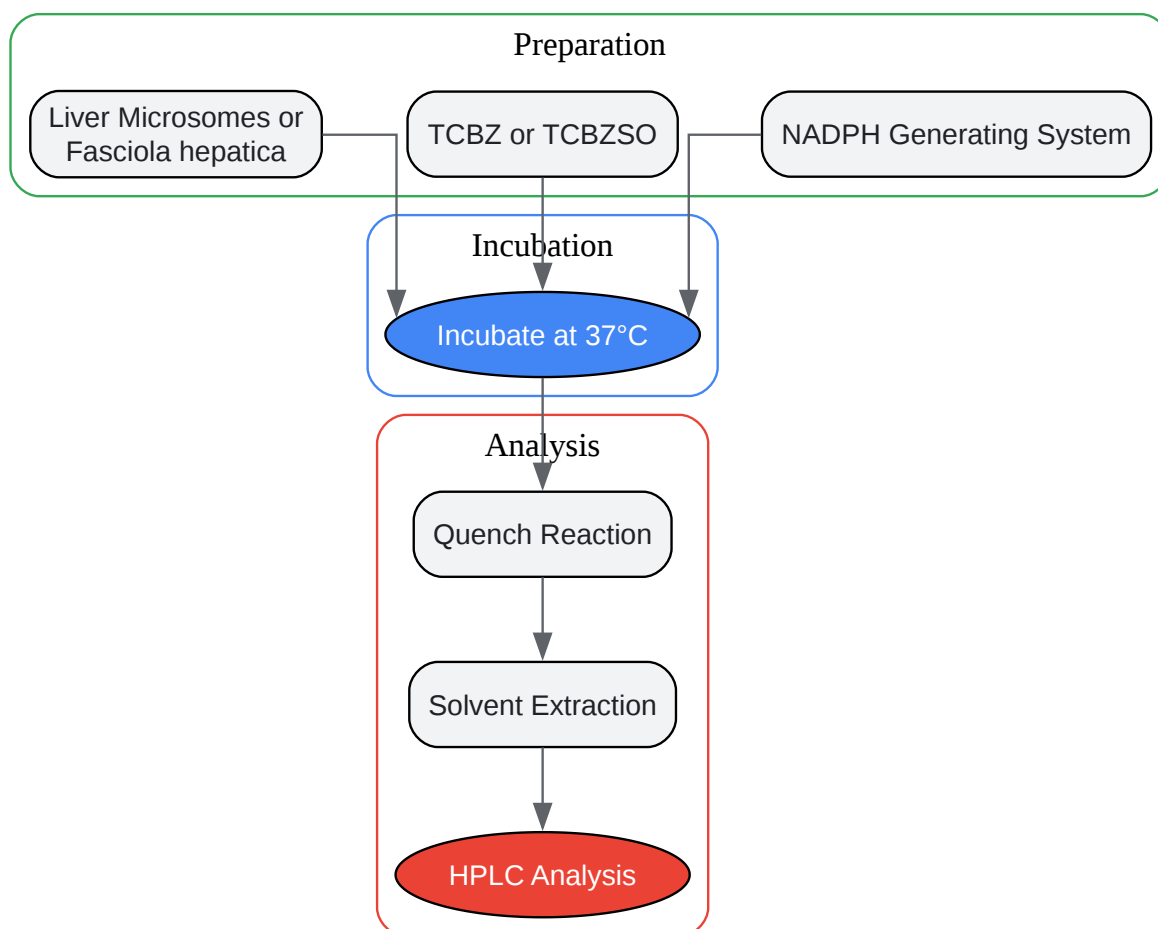 Preparation
Liver Microsomes or
Fasciola hepatica
TCBZ or TCBZSO
NADPH Generating System
Incubation
Incubate at 37°C
Analysis
Quench Reaction
Solvent Extraction
HPLC Analysis